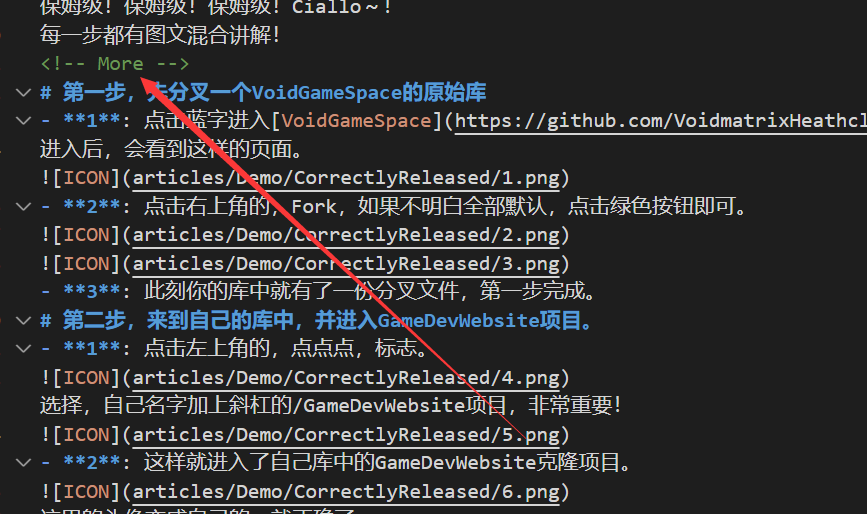 保姆级！保姆级！保姆级！Ciallo～！
每一步都有图文混合讲解！
<!-- More -->
# 第一步，先分叉一个VoidGameSpace的原始库
- **1**: 点击蓝字进入[VoidGameSpace](https://github.com/VoidmatrixHeathcl
进入后，会看到这样的页面。
![ICON](articles/Demo/CorrectlyReleased/1.png)
- **2**: 点击右上角的，Fork，如果不明白全部默认，点击绿色按钮即可。
![ICON](articles/Demo/CorrectlyReleased/2.png)
![ICON](articles/Demo/CorrectlyReleased/3.png)
- **3**: 此刻你的库中就有了一份分叉文件，第一步完成。
# 第二步，来到自己的库中，并进入GameDevWebsite项目。
- **1**: 点击左上角的，点点点，标志。
![ICON](articles/Demo/CorrectlyReleased/4.png)
选择，自己名字加上斜杠的/GameDevWebsite项目，非常重要！
![ICON](articles/Demo/CorrectlyReleased/5.png)
- **2**: 这样就进入了自己库中的GameDevWebsite克隆项目。
![ICON](articles/Demo/CorrectlyReleased/6.png)